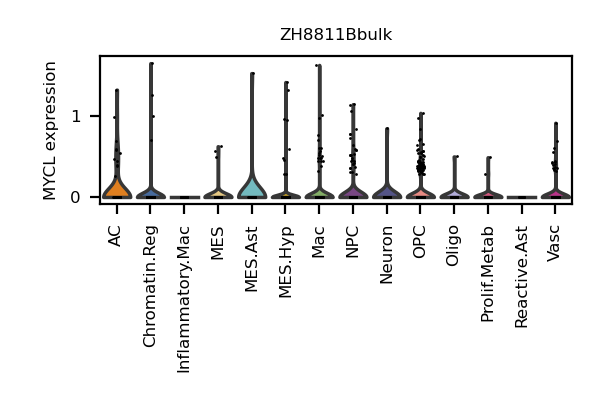 ZH8811Bbulk
MYCL expression
1
0
AC
Chromatin.Reg
Inflammatory.Mac
MES
MES.Ast
MES.Hyp
Mac
NPC
Neuron
OPC
Oligo
Prolif.Metab
Reactive.Ast
Vasc